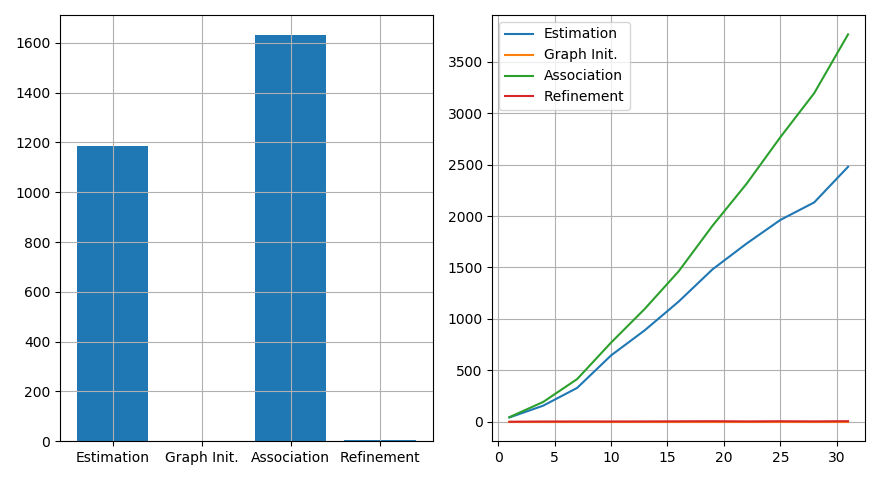 1600
1400
1200
1000
800
600
400
200
0
Estimation Graph Init. Association Refinement
Estimation
Graph Init.
Association
Refinement
3500
3000
2500
2000
1500
1000
500
0
0 5 10 15 20 25 30